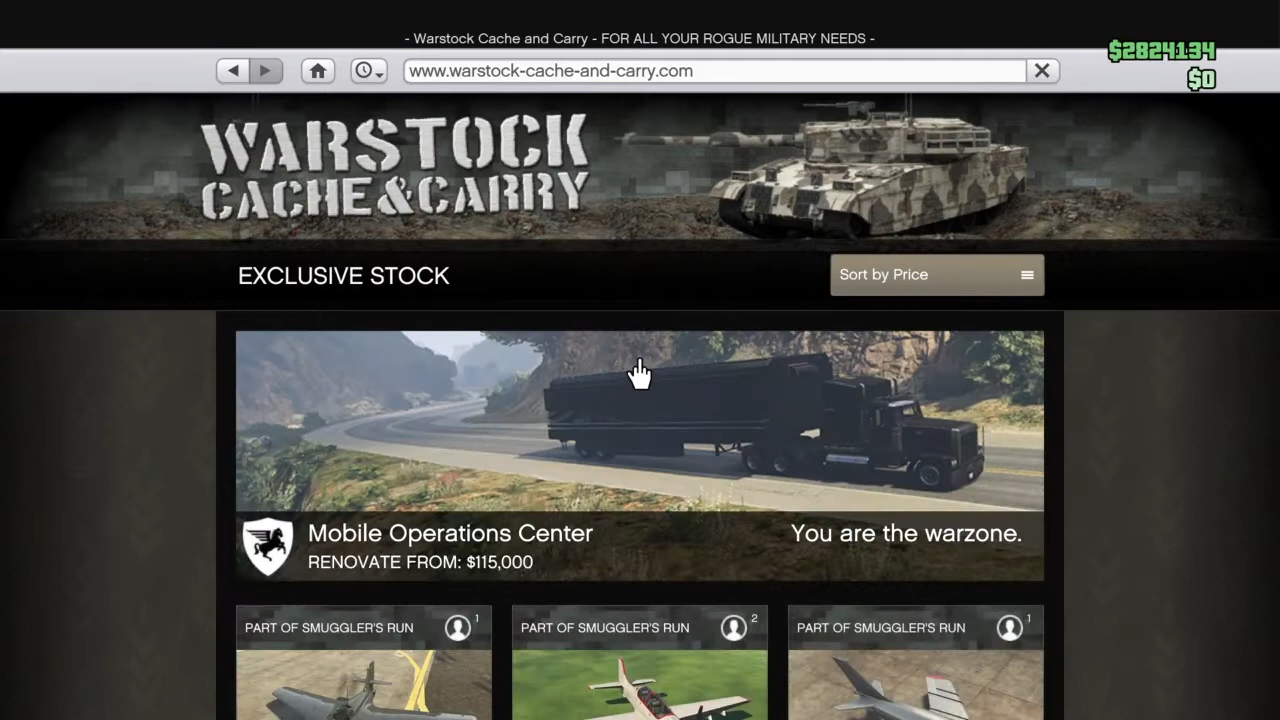 - Warstock Cache and Carry - FOR ALL YOUR ROGUE MILITARY NEEDS -
$2824134
www.warstock-cache-and-carry.com
$0
WARSTOCK
CACHE&CARRY
EXCLUSIVE STOCK
Sort by Price
Mobile Operations Center
You are the warzone.
RENOVATE FROM: $115,000
PART OF SMUGGLER'S RUN 1
PART OF SMUGGLER'S RUN 2
PART OF SMUGGLER'S RUN 1